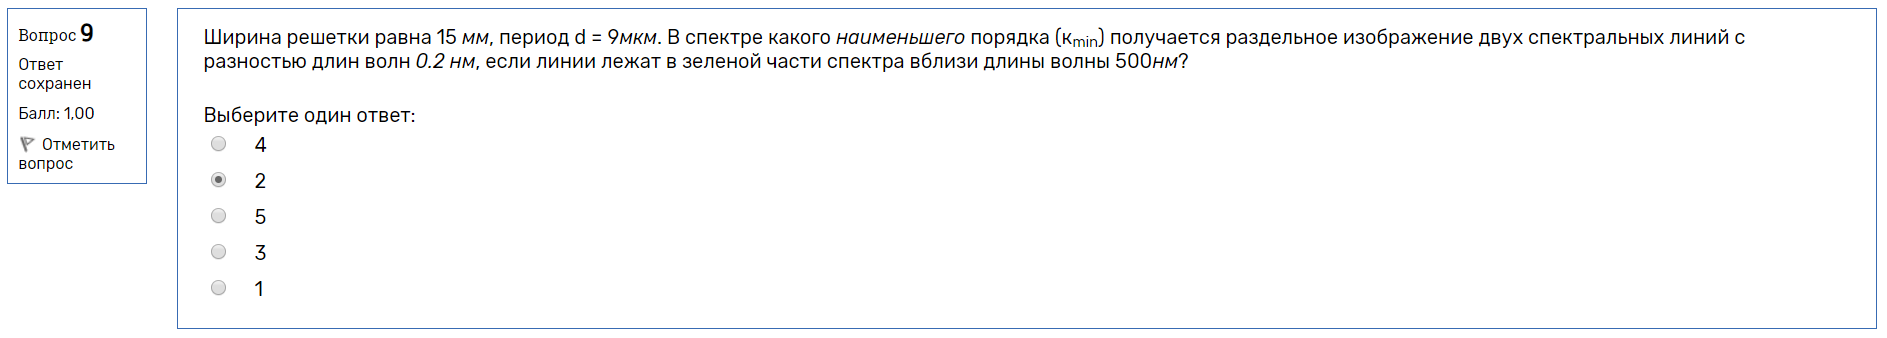 Вопрос 9
Ответ
сохранен
Балл: 1,00
Отметить
вопрос
Ширина решетки равна 15 мм, период d = 9мкм. В спектре какого наименьшего порядка (кmin) получается раздельное изображение двух спектральных линий с
разностью длин волн 0.2 нм, если линии лежат в зеленой части спектра вблизи длины волны 500нм?
Выберите один ответ:
4
2
5
3
1